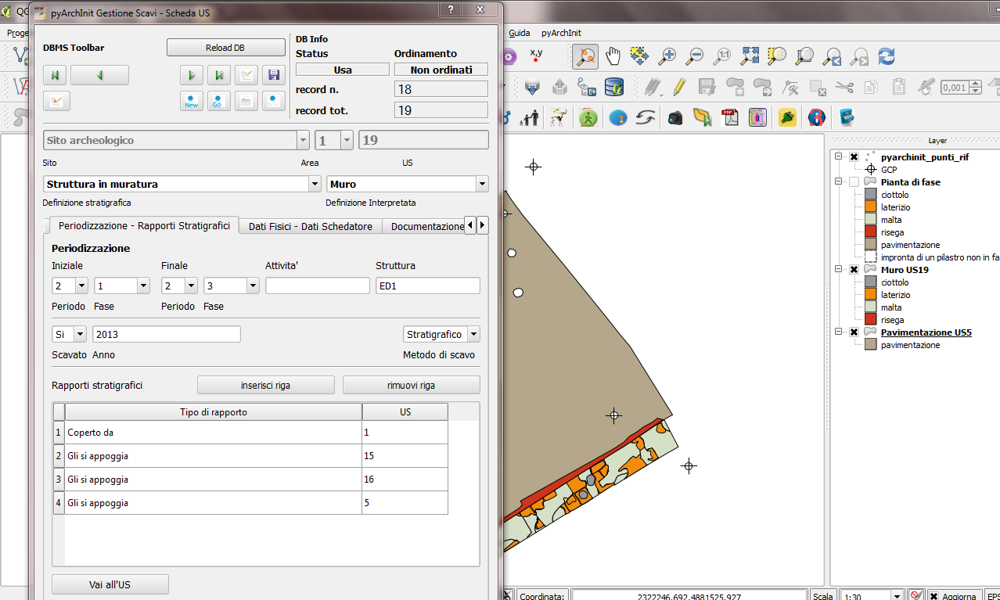 QG
pyArchInit Gestione Scavi - Scheda US
?
Proge
Guida pyArchInit
DBMS Toolbar
Reload DB
DB Info
Status Ordinamento
Usa Non ordinati
record n. 18
record tot. 19
New Go
x,y
1:1
0,001
PDF
Sito archeologico 1 19
Sito Area US
Struttura in muratura Muro
Definizione stratigrafica Definizione Interpretata
Periodizzazione - Rapporti Stratigrafici Dati Fisici - Dati Schedatore Documentazione
Periodizzazione
Iniziale Finale Attivita' Struttura
2 1 2 3 ED1
Periodo Fase Periodo Fase
Si 2013 Stratigrafico
Scavato Anno Metodo di scavo
Rapporti stratigrafici inserisci riga rimuovi riga
Tipo di rapporto US
1 Coperto da 1
2 Gli si appoggia 15
3 Gli si appoggia 16
4 Gli si appoggia 5
Vai all'US
Layer
pyarchinit_punti_rif
GCP
Pianta di fase
ciottolo
laterizio
malta
risega
pavimentazione
impronta di un pilastro non in fa
Muro US19
ciottolo
laterizio
malta
risega
Pavimentazione US5
pavimentazione
Coordinata: 2322246.692,4881525.927 Scala 1:30 Aggiorna EPS